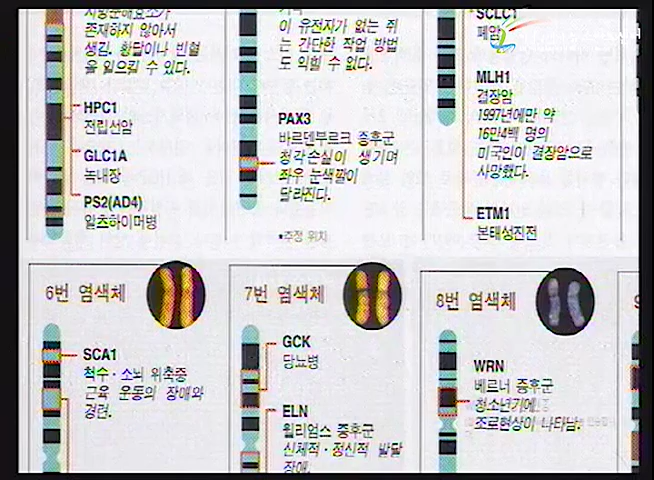 존재하지 않아서
생김. 황달이나 빈혈
을 일으킬 수 있다.
HPC1
전립선암
GLC1A
녹내장
PS2(AD4)
알츠하이머병
이 유전자가 없는 쥐
는 간단한 작업 방법
도 익힐 수 없다.
PAX3
바르덴부르크 증후군
청각손실이 생기며
좌우 눈색깔이
달라진다.
*추정 위치
SCLC1
폐암
MLH1
결장암
1997년에만 약
16만4백 명의
미국인이 결장암으로
사망했다.
ETM1
본태성진전
6번 염색체
SCA1
척수·소뇌 위축증
근육 운동의 장애와
경련.
7번 염색체
GCK
당뇨병
ELN
윌리엄스 증후군
신체적·정신적 발달
장애.
8번 염색체
WRN
베르너 증후군
청소년기에
조로현상이 나타남.